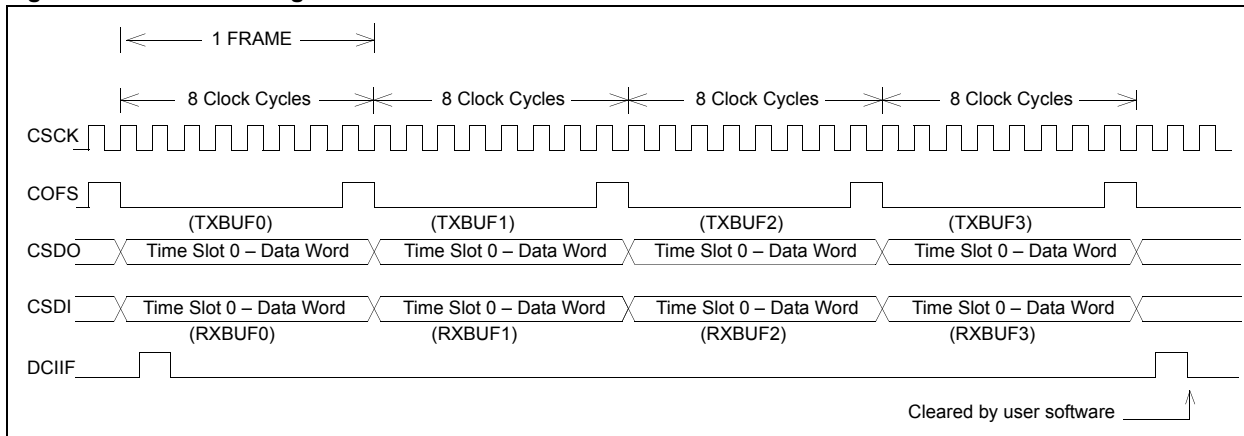 1 FRAME
8 Clock Cycles 8 Clock Cycles 8 Clock Cycles 8 Clock Cycles
CSCK
COFS
(TXBUF0) (TXBUF1) (TXBUF2) (TXBUF3)
CSDO Time Slot 0 – Data Word Time Slot 0 – Data Word Time Slot 0 – Data Word Time Slot 0 – Data Word
CSDI Time Slot 0 – Data Word Time Slot 0 – Data Word Time Slot 0 – Data Word Time Slot 0 – Data Word
(RXBUF0) (RXBUF1) (RXBUF2) (RXBUF3)
DCIIF
Cleared by user software